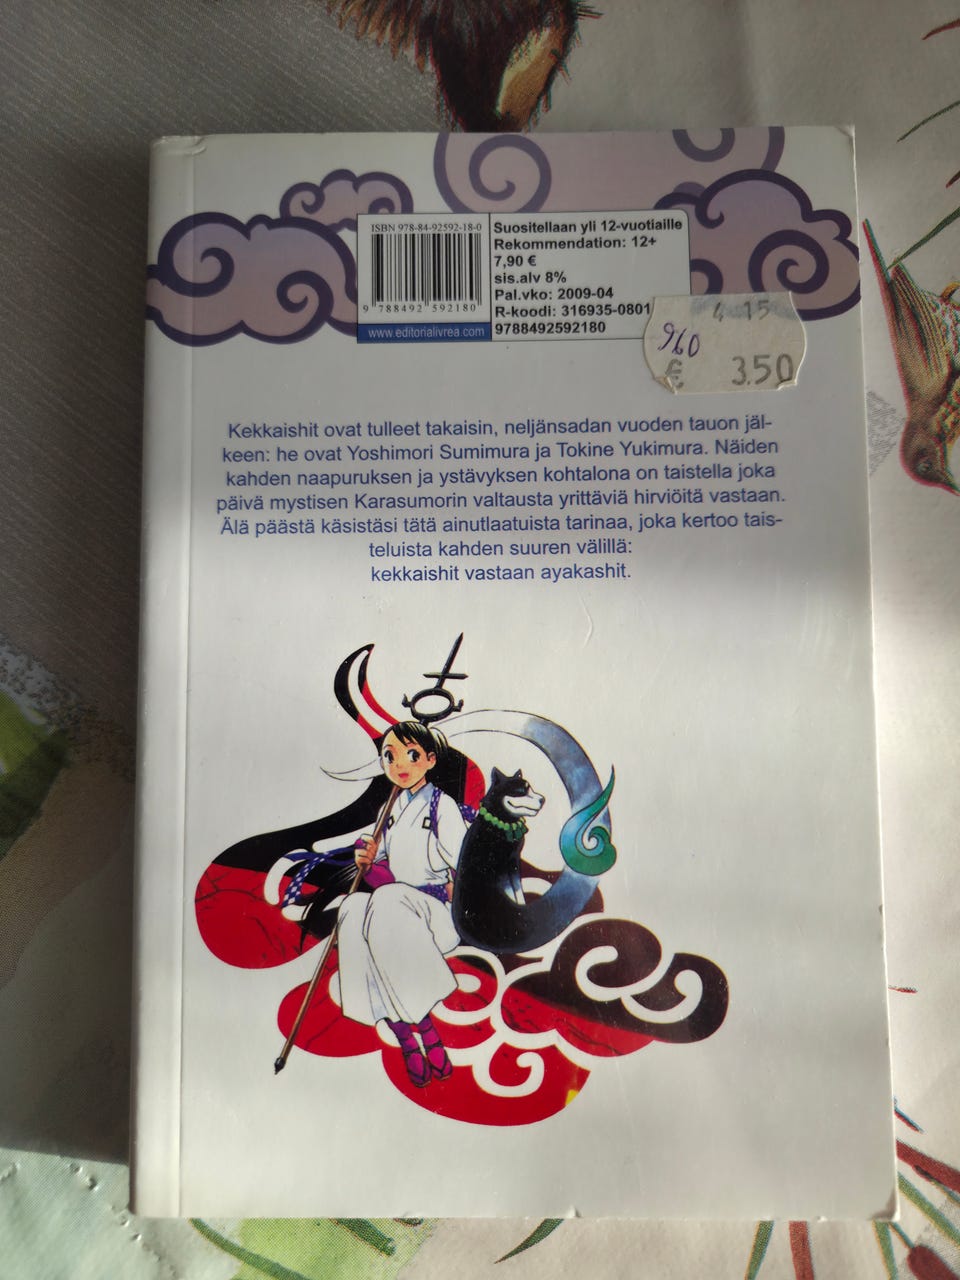 ISBN 978-84-92592-18-0
9 788492 592180
www.editorialivrea.com
Suositellaan yli 12-vuotiaille
Rekommendation: 12+
7,90 €
sis.alv 8%
Pal.vko: 2009-04
R-koodi: 316935-0801
9788492592180
4 15
960
€ 3.50
Kekkaishit ovat tulleet takaisin, neljänsadan vuoden tauon jäl-
keen: he ovat Yoshimori Sumimura ja Tokine Yukimura. Näiden
kahden naapuruksen ja ystävyksen kohtalona on taistella joka
päivä mystisen Karasumorin valtausta yrittäviä hirviöitä vastaan.
Älä päästä käsistäsi tätä ainutlaatuista tarinaa, joka kertoo tais-
teluista kahden suuren välillä:
kekkaishit vastaan ayakashit.